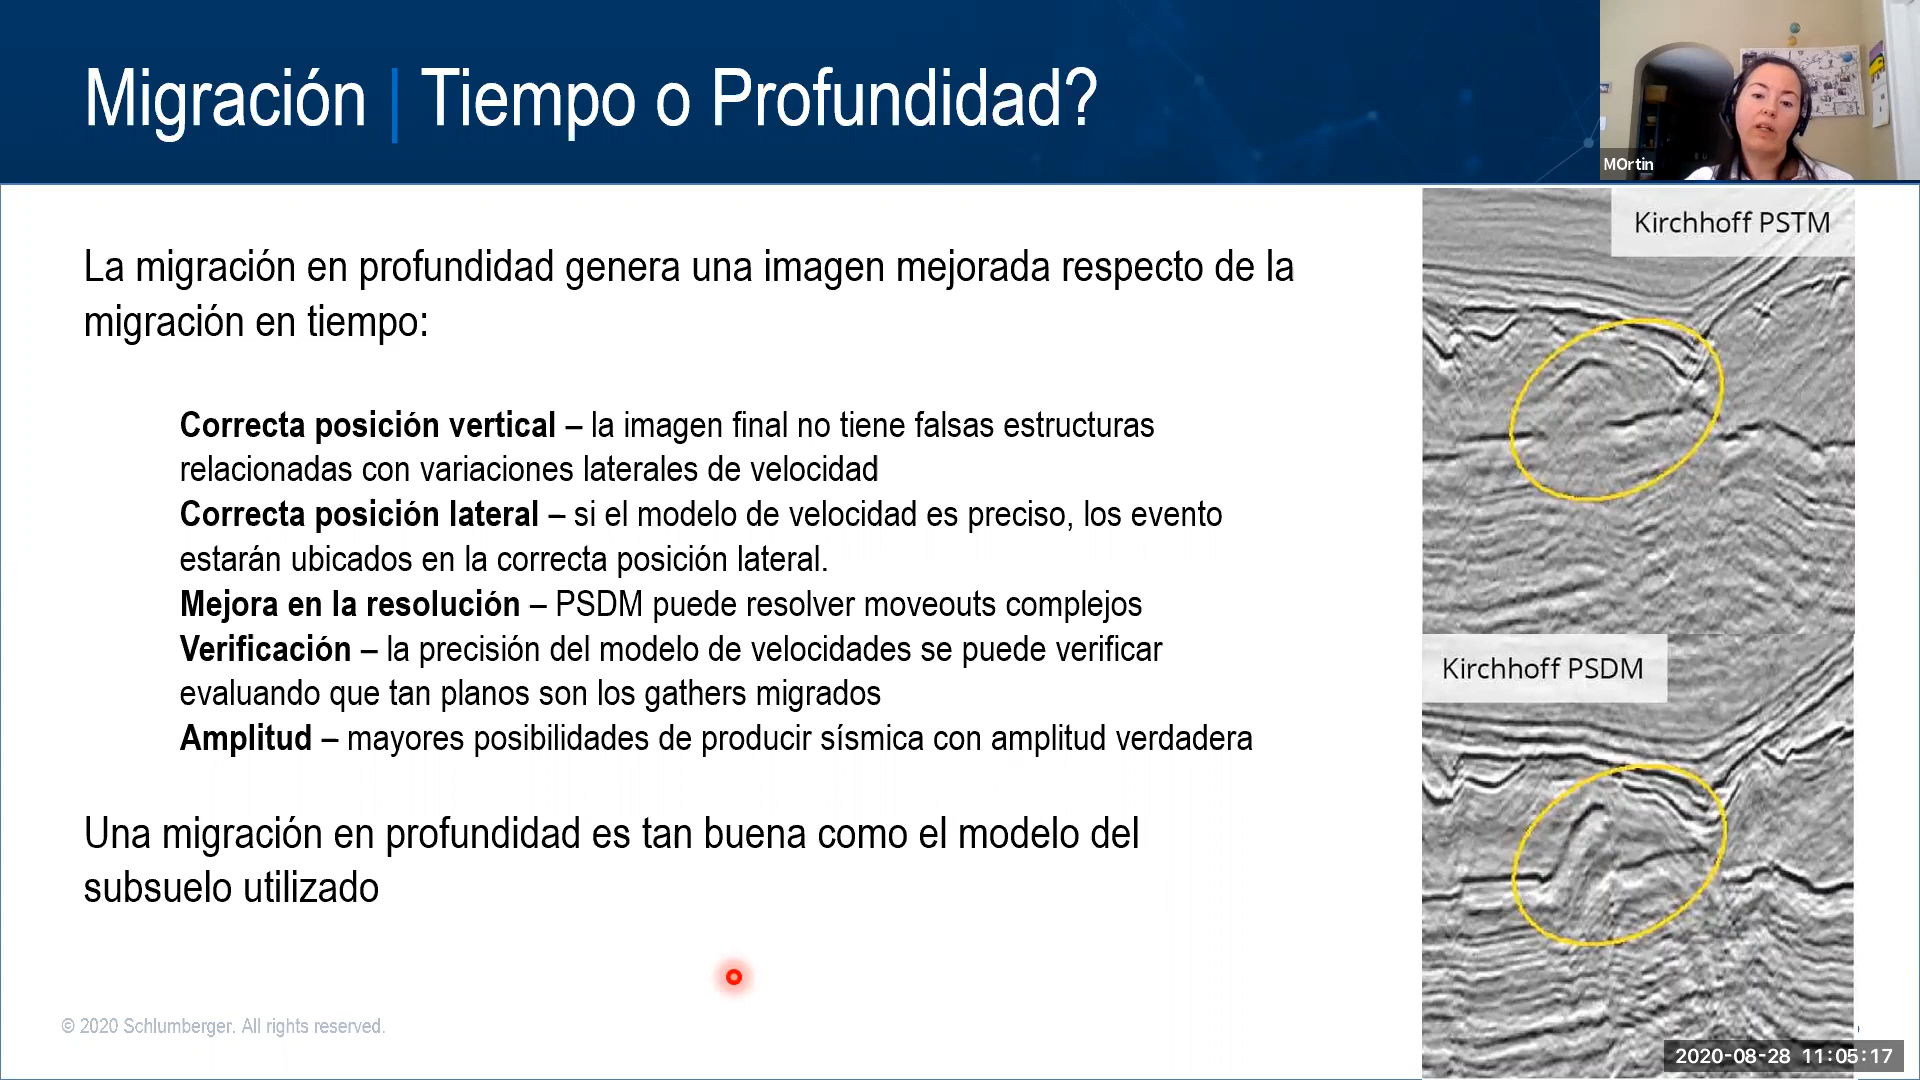 Migración | Tiempo o Profundidad?
MOrtin
Kirchhoff PSTM
La migración en profundidad genera una imagen mejorada respecto de la
migración en tiempo:
Correcta posición vertical – la imagen final no tiene falsas estructuras
relacionadas con variaciones laterales de velocidad
Correcta posición lateral – si el modelo de velocidad es preciso, los evento
estarán ubicados en la correcta posición lateral.
Mejora en la resolución – PSDM puede resolver moveouts complejos
Verificación – la precisión del modelo de velocidades se puede verificar
evaluando que tan planos son los gathers migrados
Amplitud – mayores posibilidades de producir sísmica con amplitud verdadera
Kirchhoff PSDM
Una migración en profundidad es tan buena como el modelo del
subsuelo utilizado
© 2020 Schlumberger. All rights reserved.
2020-08-28 11:05:17